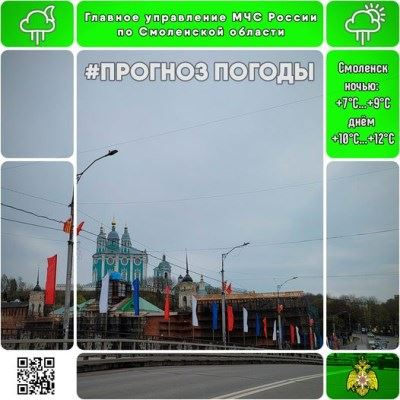 Главное управление МЧС России
по Смоленской области
#ПРОГНОЗ ПОГОДЫ
Смоленск
ночью:
+7°С...+9°С
днём
+10°С...+12°С